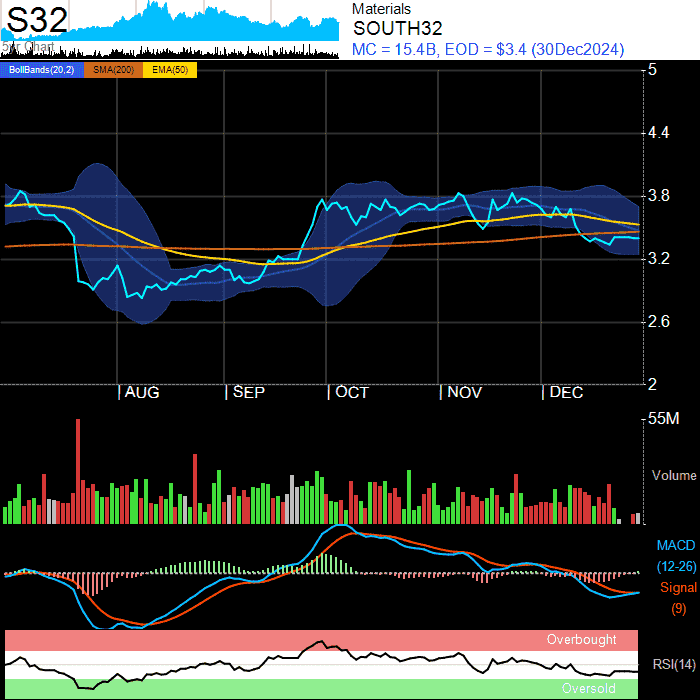 S32
5yr Chart
Materials
SOUTH32
MC = 15.4B, EOD = $3.4 (30Dec2024)
BollBands(20,2) SMA(200) EMA(50)
5
4.4
3.8
3.2
2.6
2
AUG SEP OCT NOV DEC
55M
Volume
MACD
(12-26)
Signal
(9)
Overbought
RSI(14)
Oversold